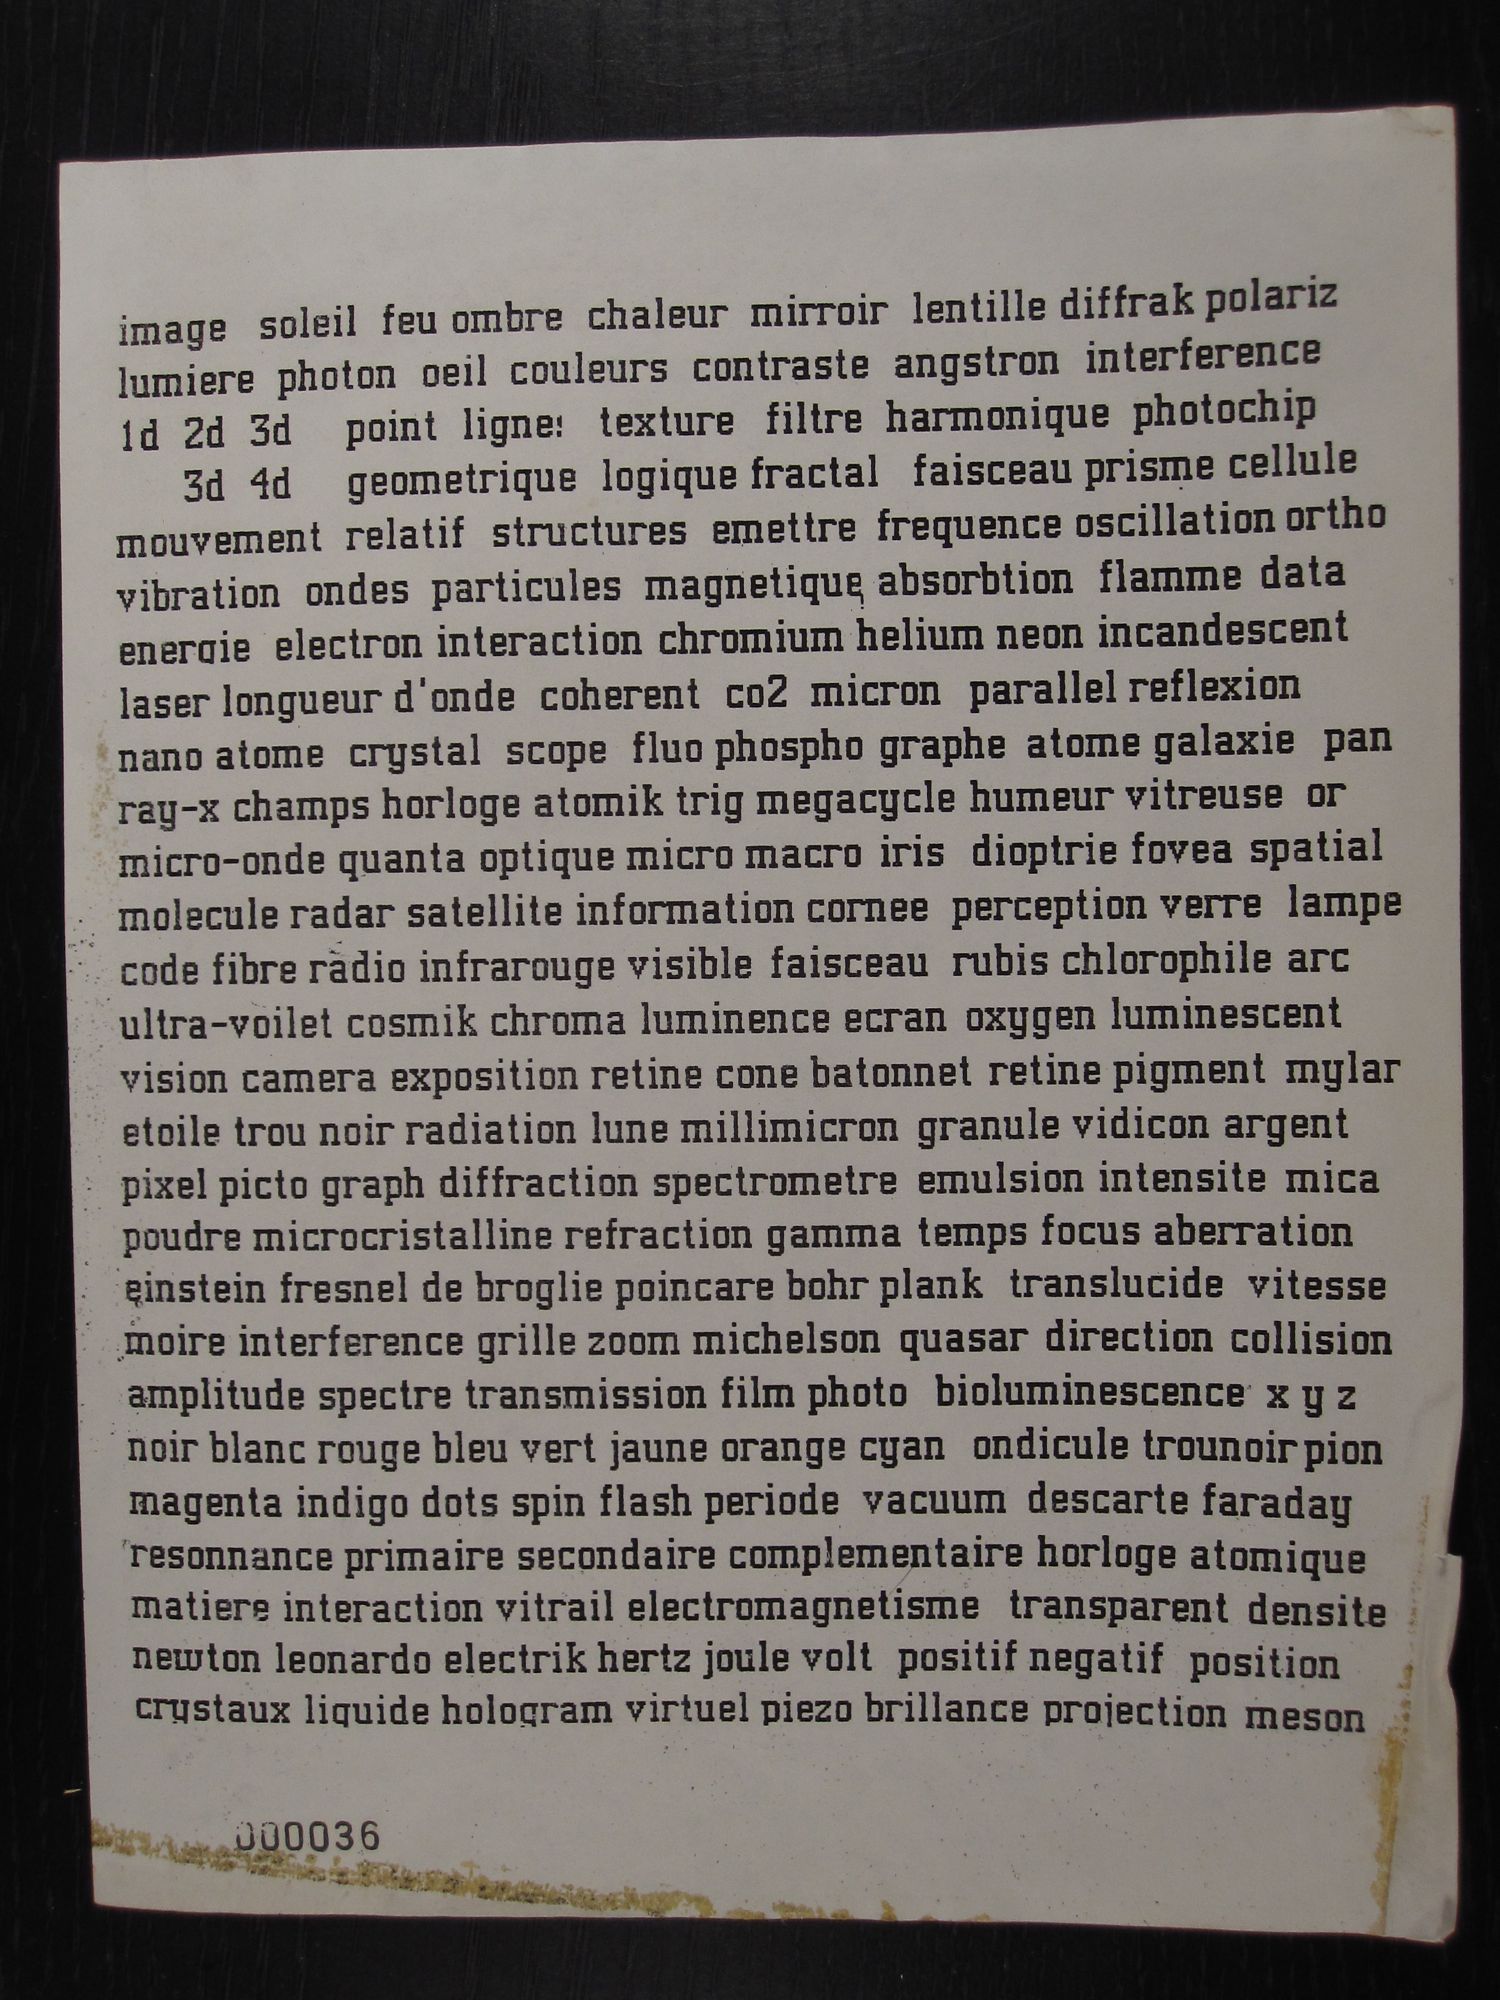 image soleil feu ombre chaleur mirroir lentille diffrak polariz
lumiere photon oeil couleurs contraste angstron interference
1d 2d 3d point lignes texture filtre harmonique photochip
3d 4d geometrique logique fractal faisceau prisme cellule
mouvement relatif structures emettre frequence oscillation ortho
vibration ondes particules magnetique absorbtion flamme data
energie electron interaction chromium helium neon incandescent
laser longueur d'onde coherent co2 micron parallel reflexion
nano atome crystal scope fluo phospho graphe atome galaxie pan
ray-x champs horloge atomik trig megacycle humeur vitreuse or
micro-onde quanta optique micro macro iris dioptrie fovea spatial
molecule radar satellite information cornee perception verre lampe
code fibre radio infrarouge visible faisceau rubis chlorophile arc
ultra-voilet cosmik chroma luminence ecran oxygen luminescent
vision camera exposition retine cone batonnet retine pigment mylar
etoile trou noir radiation lune millimicron granule vidicon argent
pixel picto graph diffraction spectrometre emulsion intensite mica
poudre microcristalline refraction gamma temps focus aberration
einstein fresnel de broglie poincare bohr plank translucide vitesse
moire interference grille zoom michelson quasar direction collision
amplitude spectre transmission film photo bioluminescence x y z
noir blanc rouge bleu vert jaune orange cyan ondicule trounoir pion
magenta indigo dots spin flash periode vacuum descarte faraday
resonnance primaire secondaire complementaire horloge atomique
matiere interaction vitrail electromagnetisme transparent densite
newton leonardo electrik hertz joule volt positif negatif position
crystaux liquide hologram virtuel piezo brillance projection meson
000036